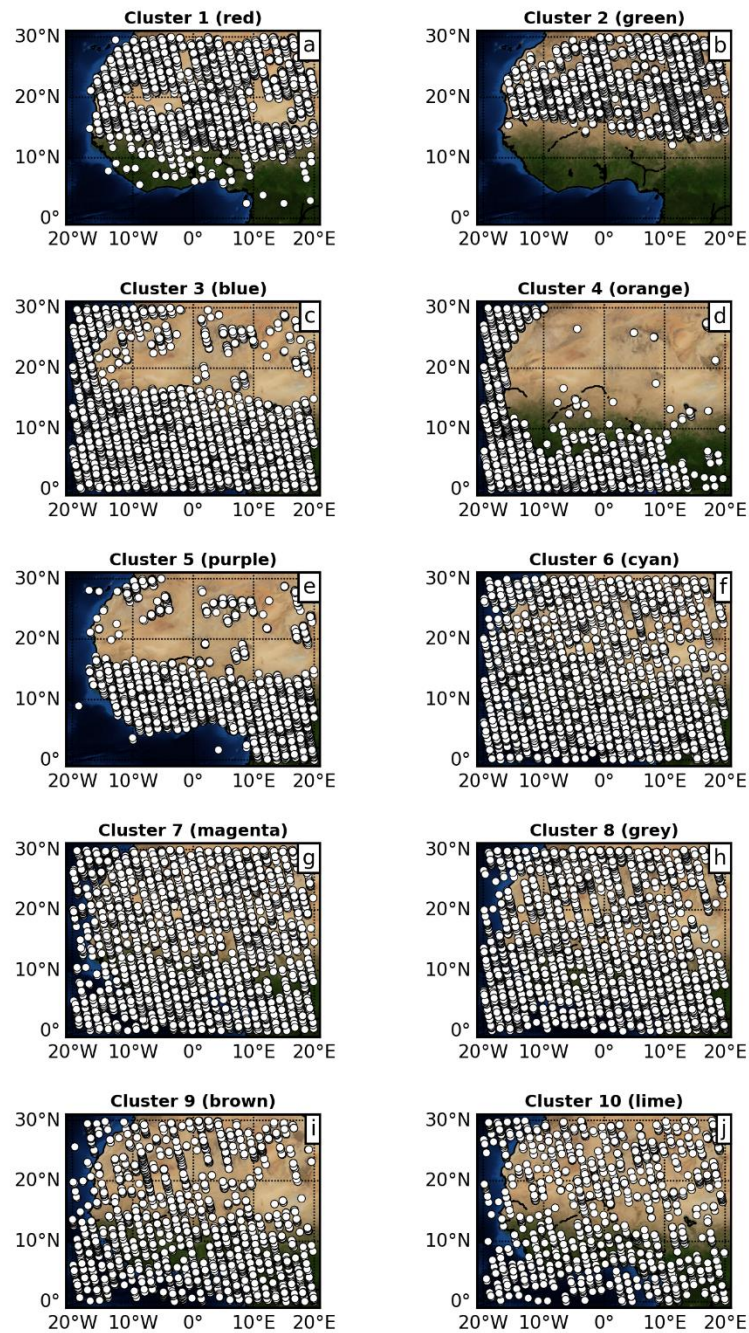 Cluster 1 (red) Cluster 2 (green)
30°N a 30°N b
20°N 20°N
10°N 10°N
0° 0°
20°W 10°W 0° 10°E 20°E 20°W 10°W 0° 10°E 20°E
Cluster 3 (blue) Cluster 4 (orange)
30°N c 30°N d
20°N 20°N
10°N 10°N
0° 0°
20°W 10°W 0° 10°E 20°E 20°W 10°W 0° 10°E 20°E
Cluster 5 (purple) Cluster 6 (cyan)
30°N e 30°N f
20°N 20°N
10°N 10°N
0° 0°
20°W 10°W 0° 10°E 20°E 20°W 10°W 0° 10°E 20°E
Cluster 7 (magenta) Cluster 8 (grey)
30°N g 30°N h
20°N 20°N
10°N 10°N
0° 0°
20°W 10°W 0° 10°E 20°E 20°W 10°W 0° 10°E 20°E
Cluster 9 (brown) Cluster 10 (lime)
30°N i 30°N j
20°N 20°N
10°N 10°N
0° 0°
20°W 10°W 0° 10°E 20°E 20°W 10°W 0° 10°E 20°E